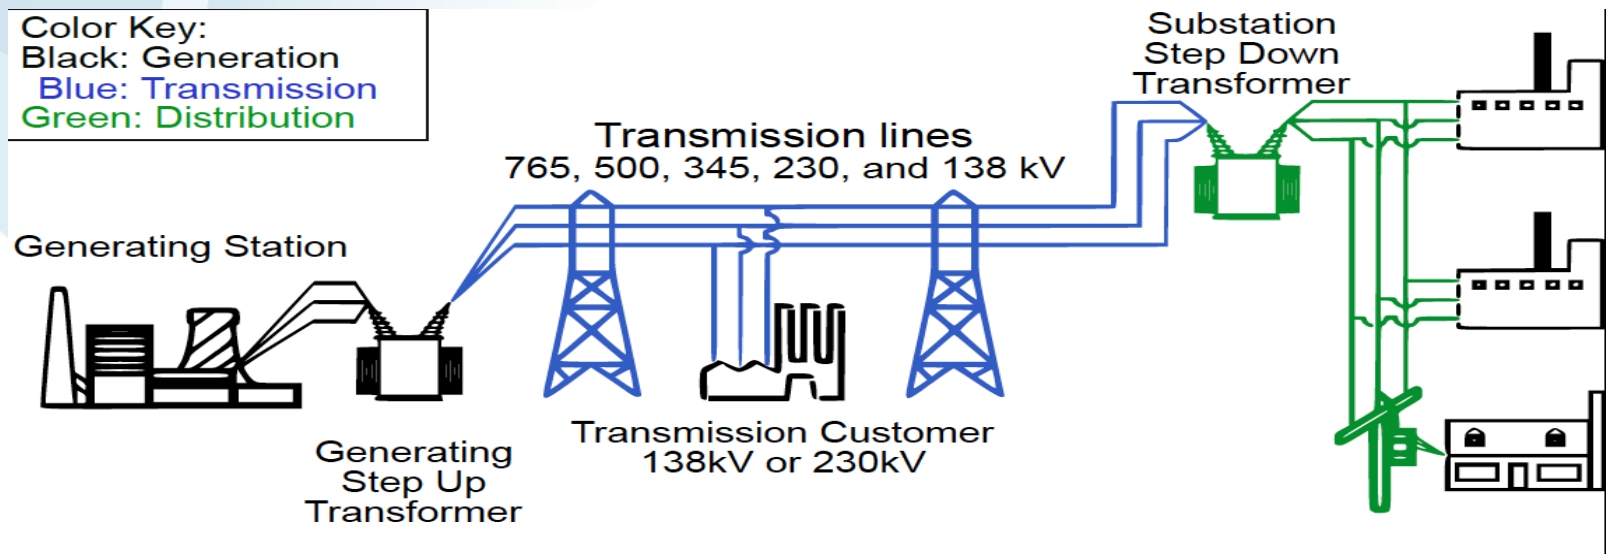 Color Key:
Black: Generation
Blue: Transmission
Green: Distribution
Substation
Step Down
Transformer
Transmission lines
765, 500, 345, 230, and 138 kV
Generating Station
Transmission Customer
138kV or 230kV
Generating
Step Up
Transformer